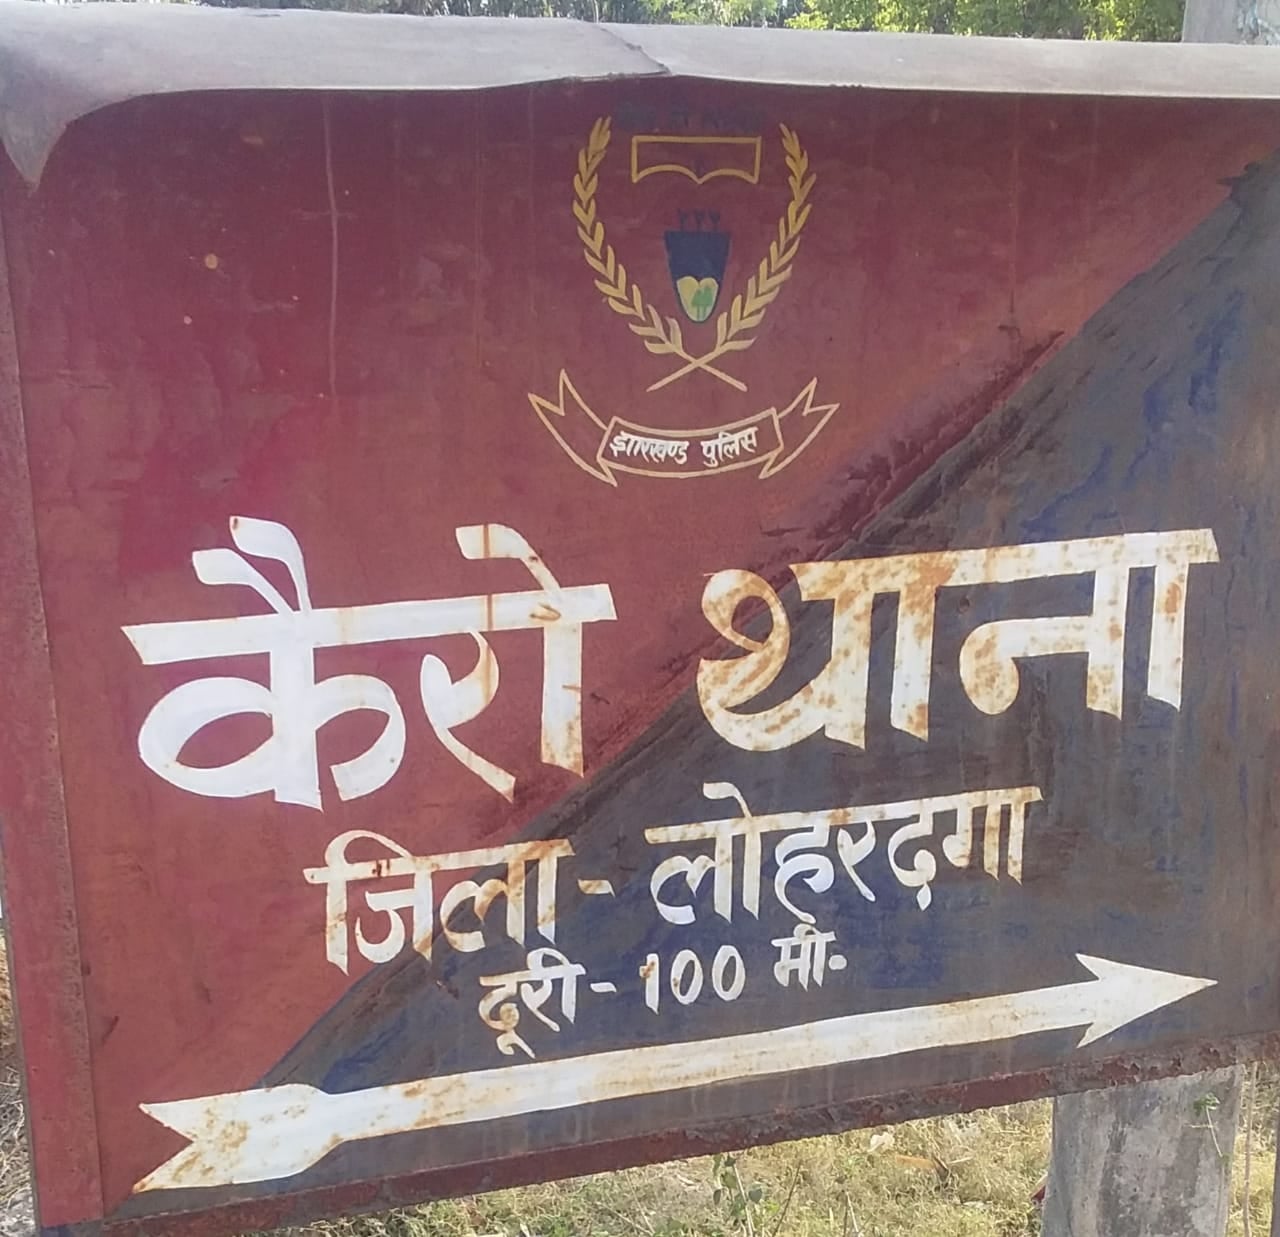 झारखण्ड पुलिस
कैरो थाना
जिला - लोहरदगा
दूरी - 100 मी.